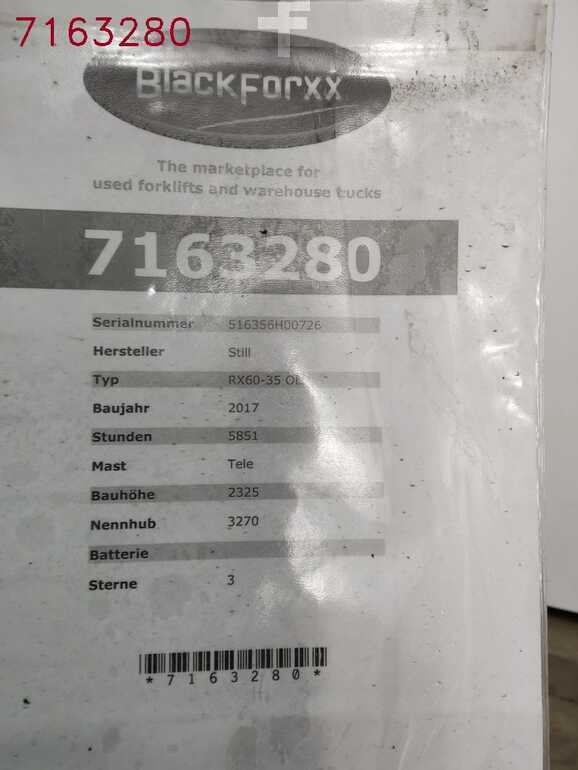 7163280
BlackForxx
The marketplace for
used forklifts and warehouse trucks
7163280
Serialnummer 516356H00726
Hersteller Still
Typ RX60-35
Baujahr 2017
Stunden 5851
Mast Tele
Bauhöhe 2325
Nennhub 3270
Batterie
Sterne 3
*7163280*